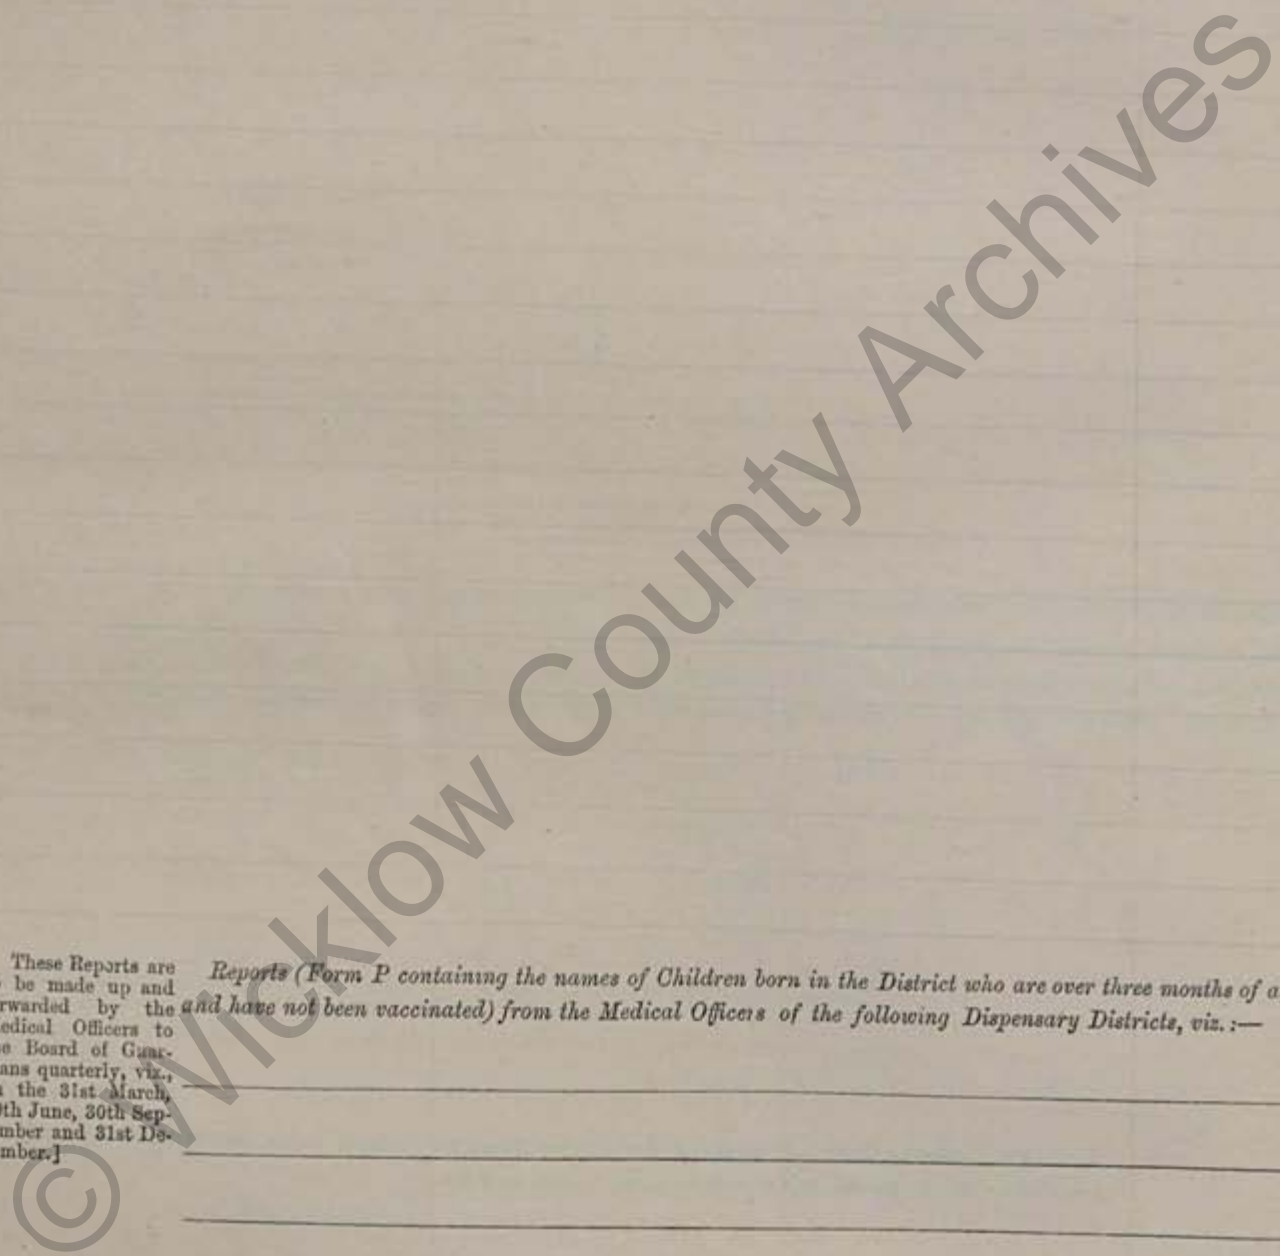 These Reports are
be made up and
rwarded by the
edical Officers to
e Board of Guar-
ans quarterly, viz.,
the 31st March,
th June, 30th Sep-
mber and 31st De-
mber.]
Reports (Form P containing the names of Children born in the District who are over three months of a
and have not been vaccinated) from the Medical Officers of the following Dispensary Districts, viz.:—
© Wicklow County Archives